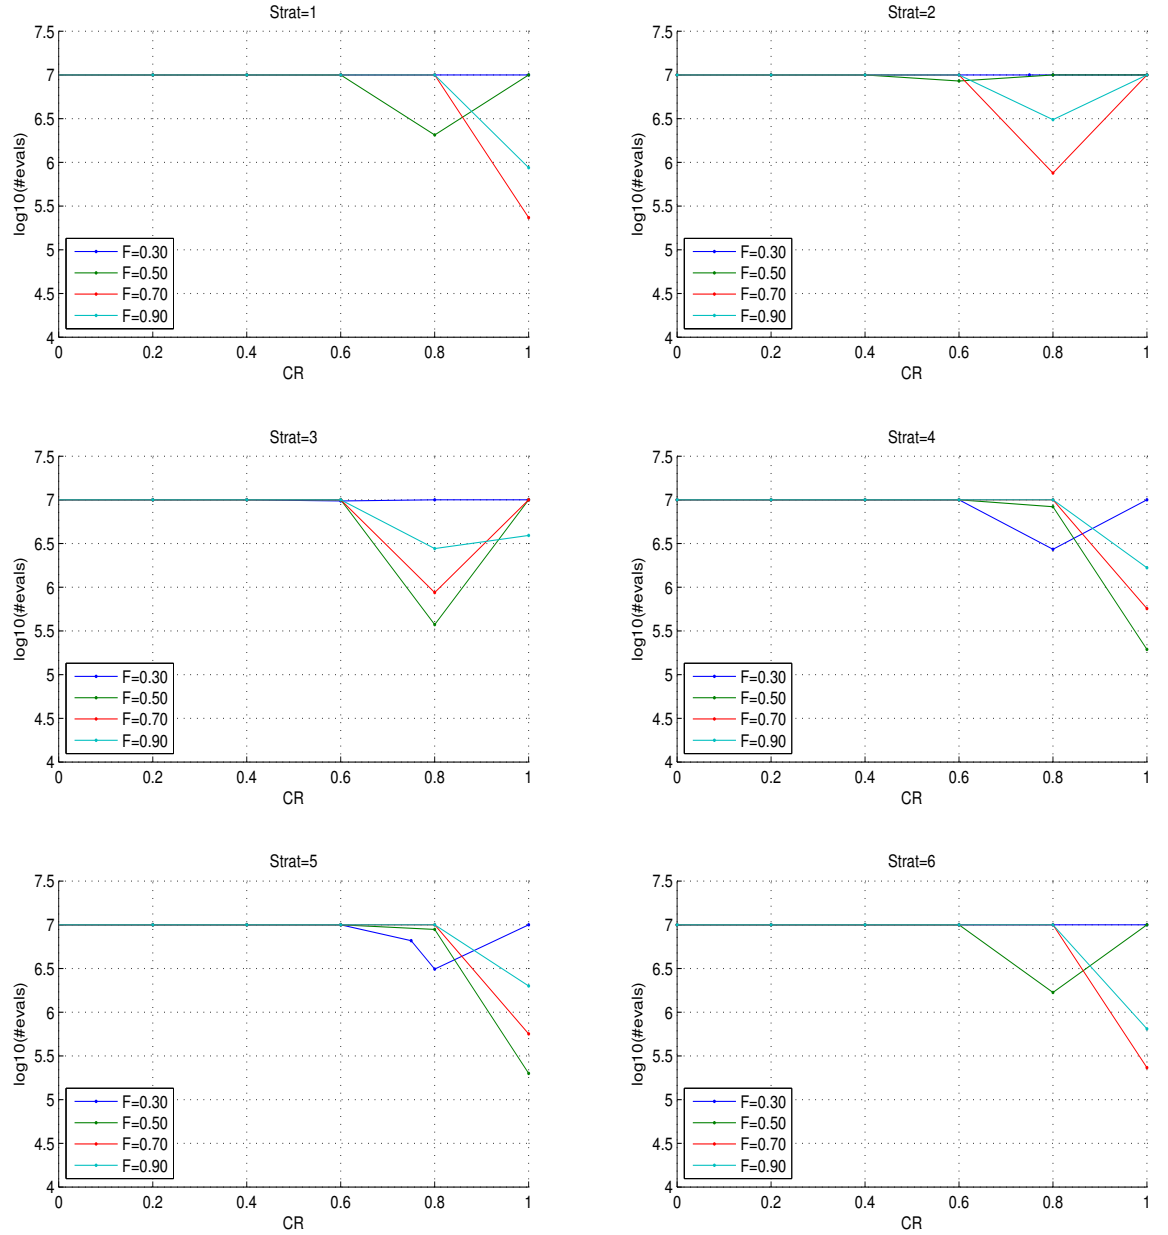 Strat=1
7.5
7
6.5
6
5.5
5
4.5
4
log10(#evals)
F=0.30
F=0.50
F=0.70
F=0.90
0 0.2 0.4 0.6 0.8 1
CR
Strat=2
7.5
7
6.5
6
5.5
5
4.5
4
log10(#evals)
F=0.30
F=0.50
F=0.70
F=0.90
0 0.2 0.4 0.6 0.8 1
CR
Strat=3
7.5
7
6.5
6
5.5
5
4.5
4
log10(#evals)
F=0.30
F=0.50
F=0.70
F=0.90
0 0.2 0.4 0.6 0.8 1
CR
Strat=4
7.5
7
6.5
6
5.5
5
4.5
4
log10(#evals)
F=0.30
F=0.50
F=0.70
F=0.90
0 0.2 0.4 0.6 0.8 1
CR
Strat=5
7.5
7
6.5
6
5.5
5
4.5
4
log10(#evals)
F=0.30
F=0.50
F=0.70
F=0.90
0 0.2 0.4 0.6 0.8 1
CR
Strat=6
7.5
7
6.5
6
5.5
5
4.5
4
log10(#evals)
F=0.30
F=0.50
F=0.70
F=0.90
0 0.2 0.4 0.6 0.8 1
CR